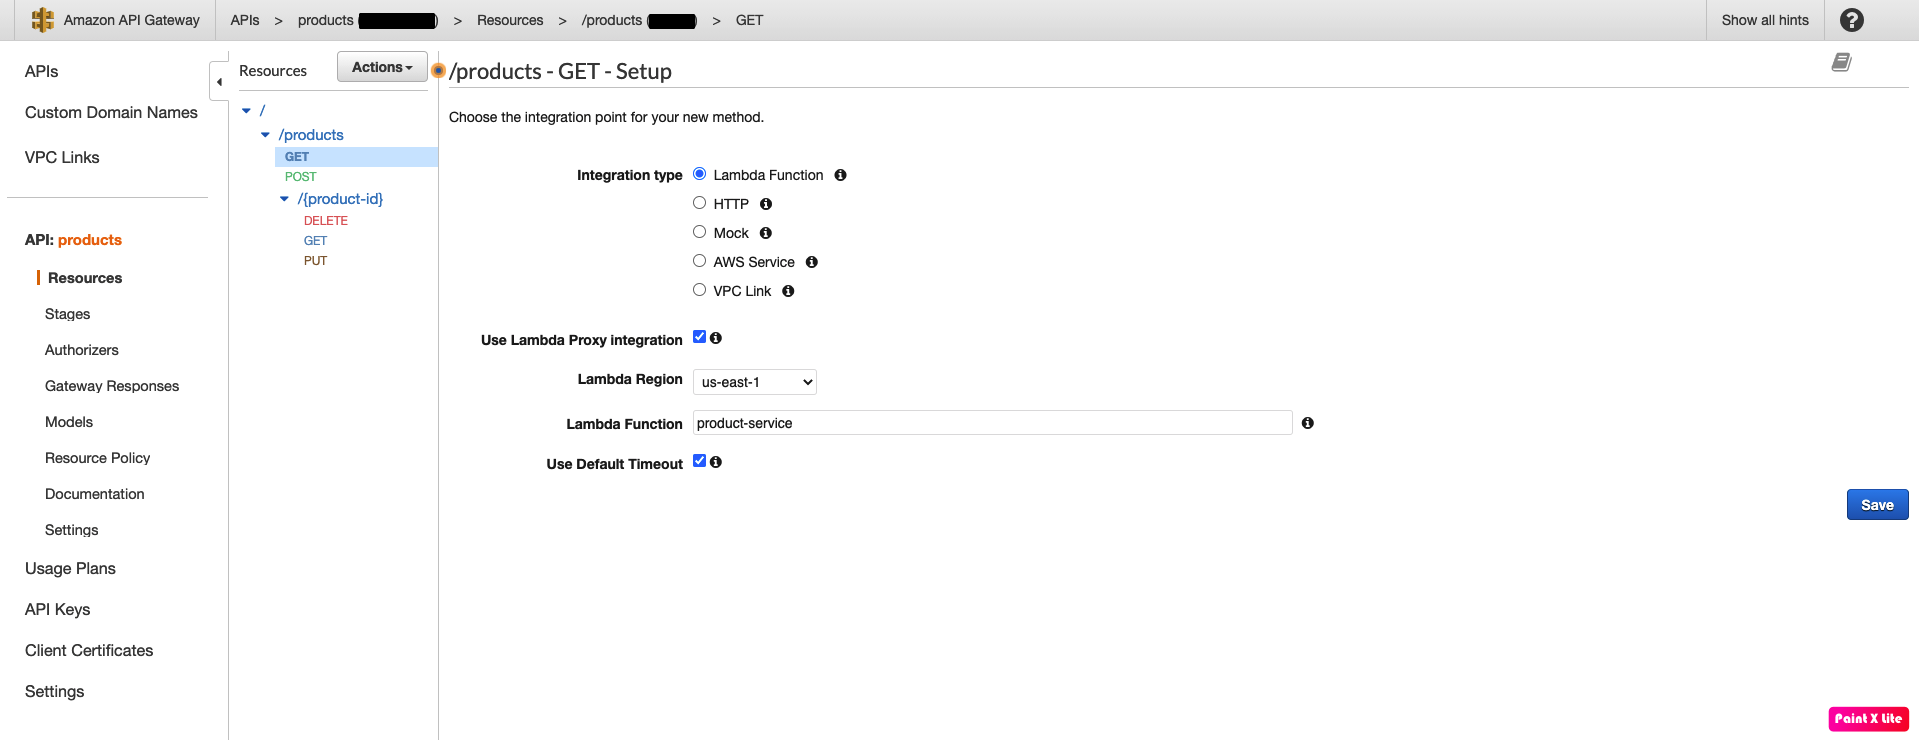 Amazon API Gateway
APIs > products ( ) > Resources > /products ( ) > GET
Show all hints
?
APIs
Custom Domain Names
VPC Links
API: products
Resources
Stages
Authorizers
Gateway Responses
Models
Resource Policy
Documentation
Settings
Usage Plans
API Keys
Client Certificates
Settings
Resources
Actions
/
/products
GET
POST
/{product-id}
DELETE
GET
PUT
/products - GET - Setup
Choose the integration point for your new method.
Integration type
Lambda Function
HTTP
Mock
AWS Service
VPC Link
Use Lambda Proxy integration
Lambda Region us-east-1
Lambda Function product-service
Use Default Timeout
Save
Paint X Lite